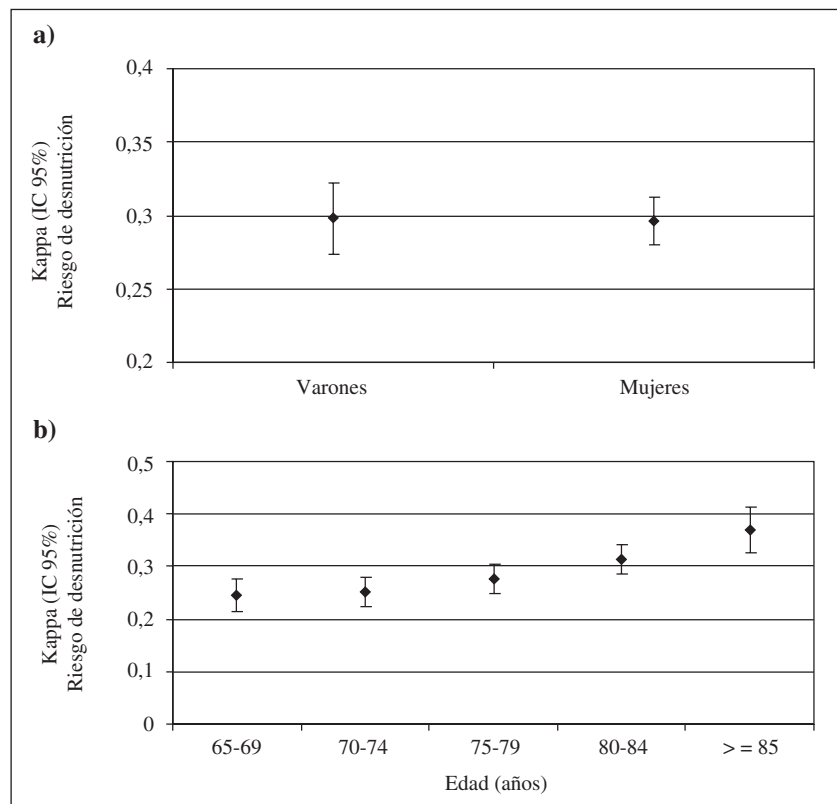 a)
Kappa (IC 95%)
Riesgo de desnutrición
0,4
0,35
0,3
0,25
0,2
Varones
Mujeres
b)
Kappa (IC 95%)
Riesgo de desnutrición
0,5
0,4
0,3
0,2
0,1
0
65-69
70-74
75-79
80-84
> = 85
Edad (años)